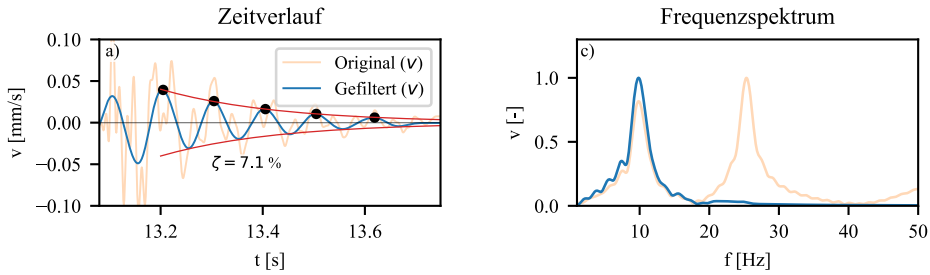 Zeitverlauf
a)
Original (v)
Gefiltert (v)
ζ = 7.1 %
0.10
0.05
0.00
−0.05
−0.10
v [mm/s]
13.2
13.4
13.6
t [s]
Frequenzspektrum
c)
1.0
0.5
0.0
v [-]
10
20
30
40
50
f [Hz]